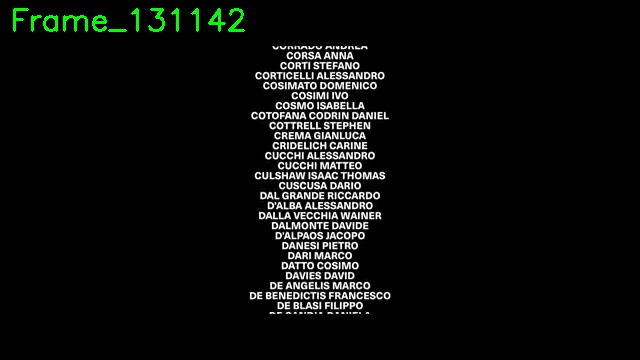 Frame_131142
CORRADO ANDREA
CORSA ANNA
CORTI STEFANO
CORTICELLI ALESSANDRO
COSIMATO DOMENICO
COSIMI IVO
COSMO ISABELLA
COTOFANA CODRIN DANIEL
COTTRELL STEPHEN
CREMA GIANLUCA
CRIDELICH CARINE
CUCCHI ALESSANDRO
CUCCHI MATTEO
CULSHAW ISAAC THOMAS
CUSCUSA DARIO
DAL GRANDE RICCARDO
D'ALBA ALESSANDRO
DALLA VECCHIA WAINER
DALMONTE DAVIDE
D'ALPAOS JACOPO
DANESI PIETRO
DARI MARCO
DATTO COSIMO
DAVIES DAVID
DE ANGELIS MARCO
DE BENEDICTIS FRANCESCO
DE BLASI FILIPPO